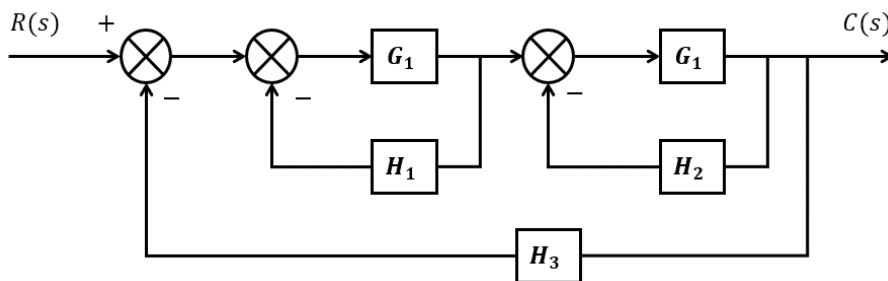 R(s) + C(s)
G₁ G₁
− − −
H₁ H₂
H₃